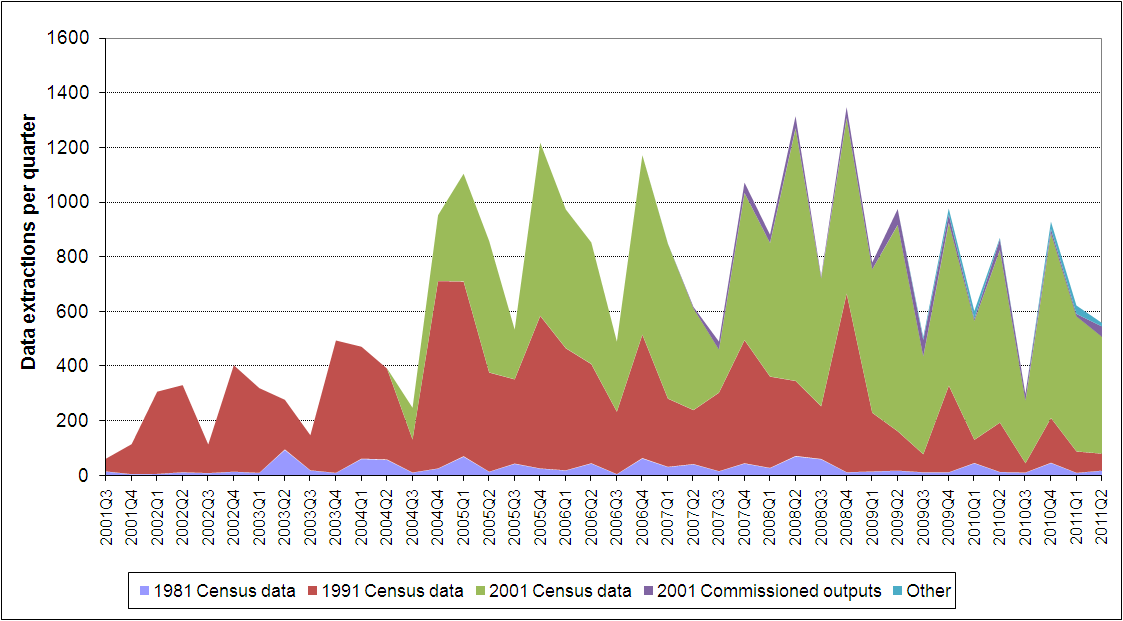 Data extractions per quarter
1600
1400
1200
1000
800
600
400
200
0
2001Q3
2001Q4
2002Q1
2002Q2
2002Q3
2002Q4
2003Q1
2003Q2
2003Q3
2003Q4
2004Q1
2004Q2
2004Q3
2004Q4
2005Q1
2005Q2
2005Q3
2005Q4
2006Q1
2006Q2
2006Q3
2006Q4
2007Q1
2007Q2
2007Q3
2007Q4
2008Q1
2008Q2
2008Q3
2008Q4
2009Q1
2009Q2
2009Q3
2009Q4
2010Q1
2010Q2
2010Q3
2010Q4
2011Q1
2011Q2
1981 Census data 1991 Census data 2001 Census data 2001 Commissioned outputs Other